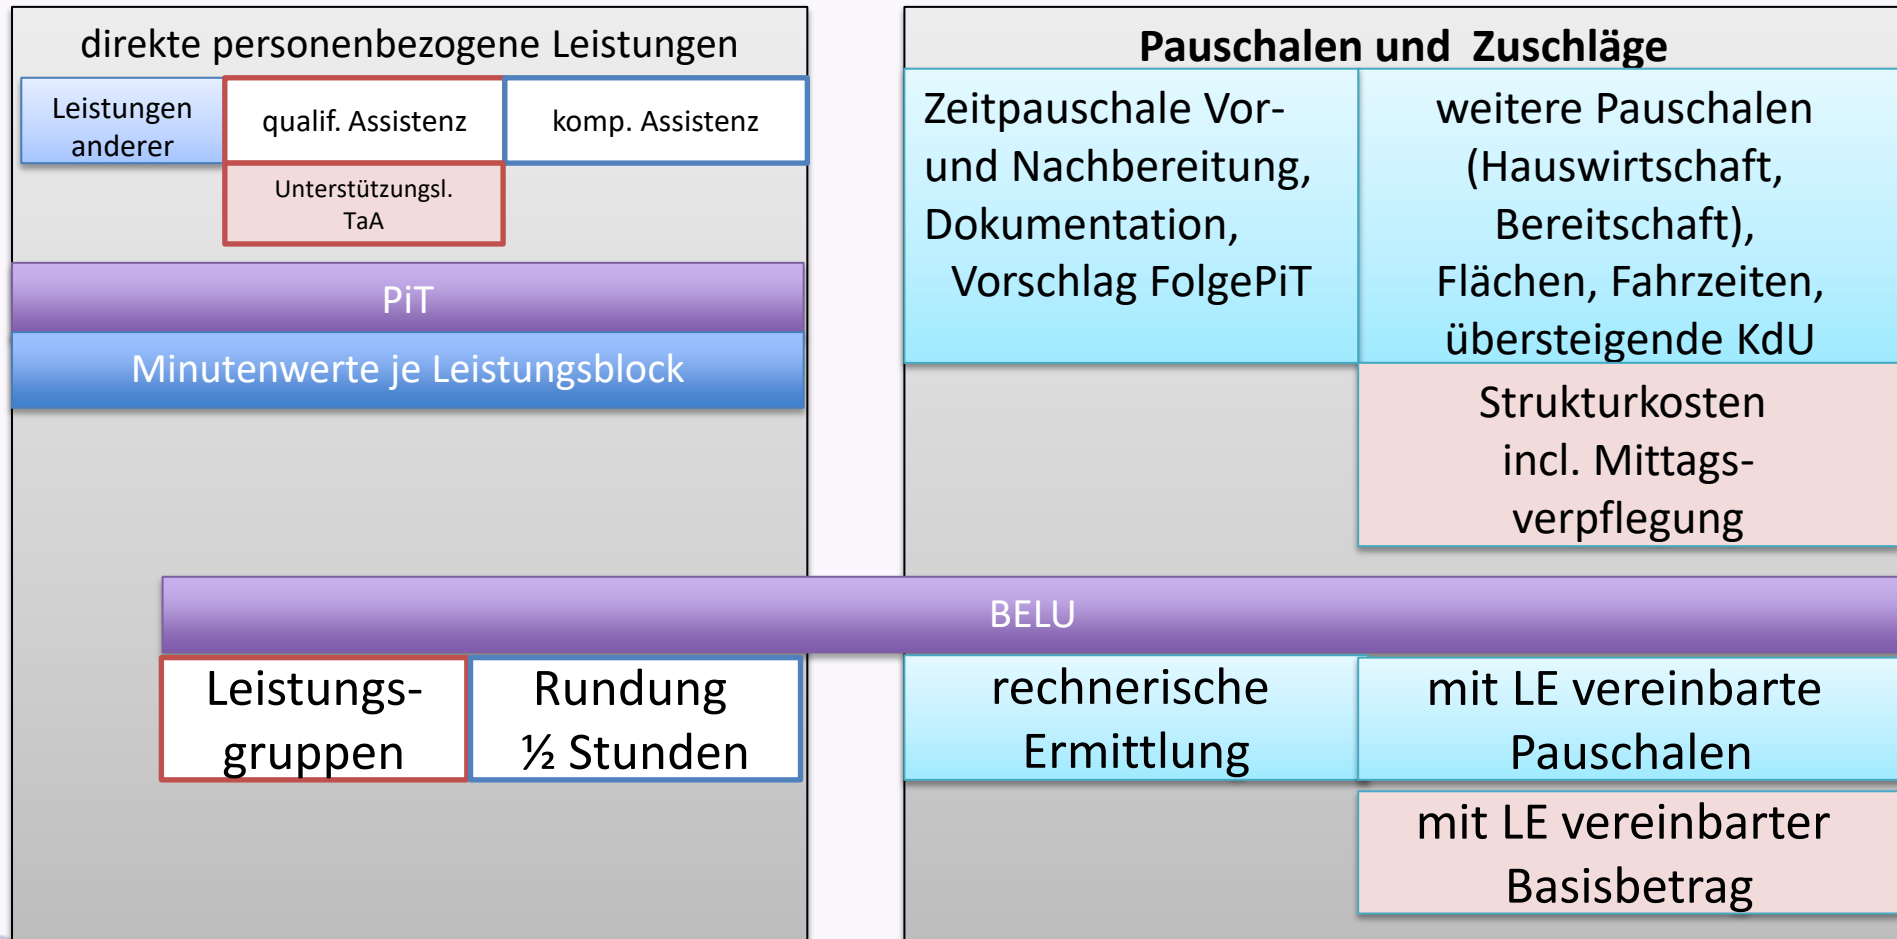 direkte personenbezogene Leistungen
Leistungen
anderer
qualif. Assistenz
komp. Assistenz
Unterstützungsl.
TaA
PiT
Minutenwerte je Leistungsblock
Pauschalen und Zuschläge
Zeitpauschale Vor-
und Nachbereitung,
Dokumentation,
Vorschlag FolgePiT
weitere Pauschalen
(Hauswirtschaft,
Bereitschaft),
Flächen, Fahrzeiten,
übersteigende KdU
Strukturkosten
incl. Mittags-
verpflegung
BELU
Leistungs-
gruppen
Rundung
½ Stunden
rechnerische
Ermittlung
mit LE vereinbarte
Pauschalen
mit LE vereinbarter
Basisbetrag